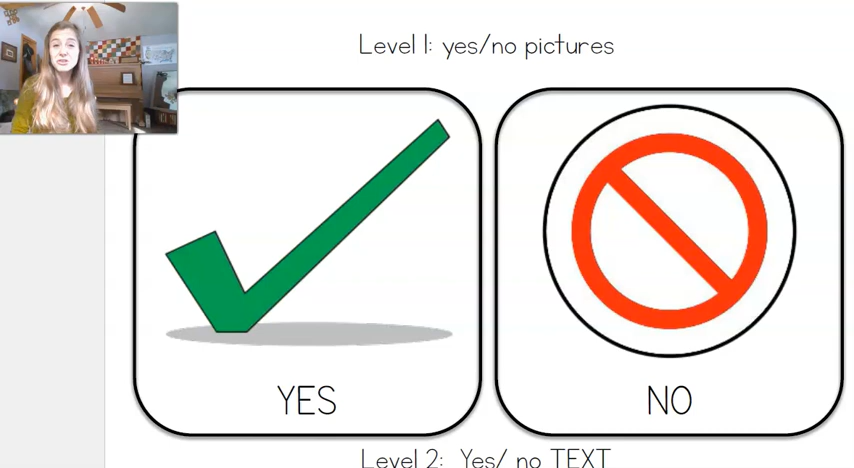 Level 1: yes/no pictures
YES
NO
Level 2: Yes/ no TEXT